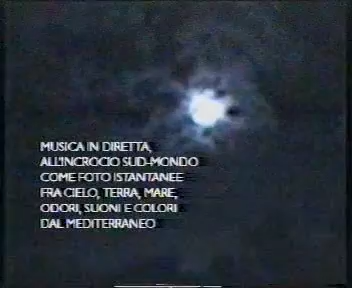 MUSICA IN DIRETTA,
ALL'INCROCIO SUD-MONDO
COME FOTO ISTANTANEE
FRA CIELO, TERRA, MARE,
ODORI, SUONI E COLORI
DAL MEDITERRANEO